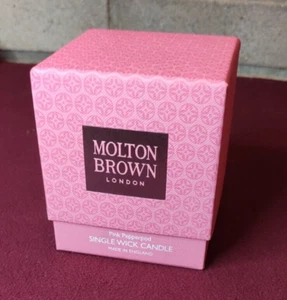 MOLTON
BROWN
LONDON
Pink Pepperpod
SINGLE WICK CANDLE
MADE IN ENGLAND